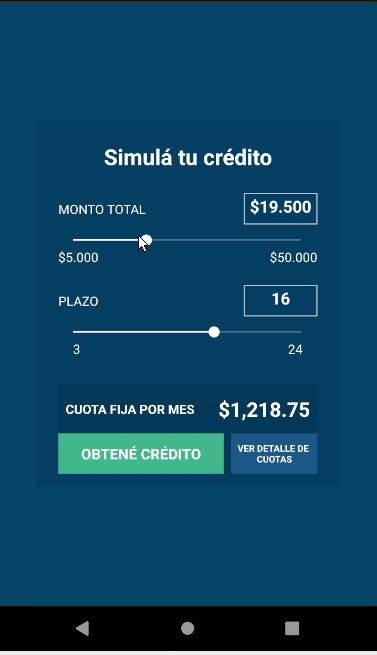 Simulá tu crédito
MONTO TOTAL
$19.500
$5.000
$50.000
PLAZO
16
3
24
CUOTA FIJA POR MES
$1,218.75
OBTENÉ CRÉDITO
VER DETALLE DE
CUOTAS